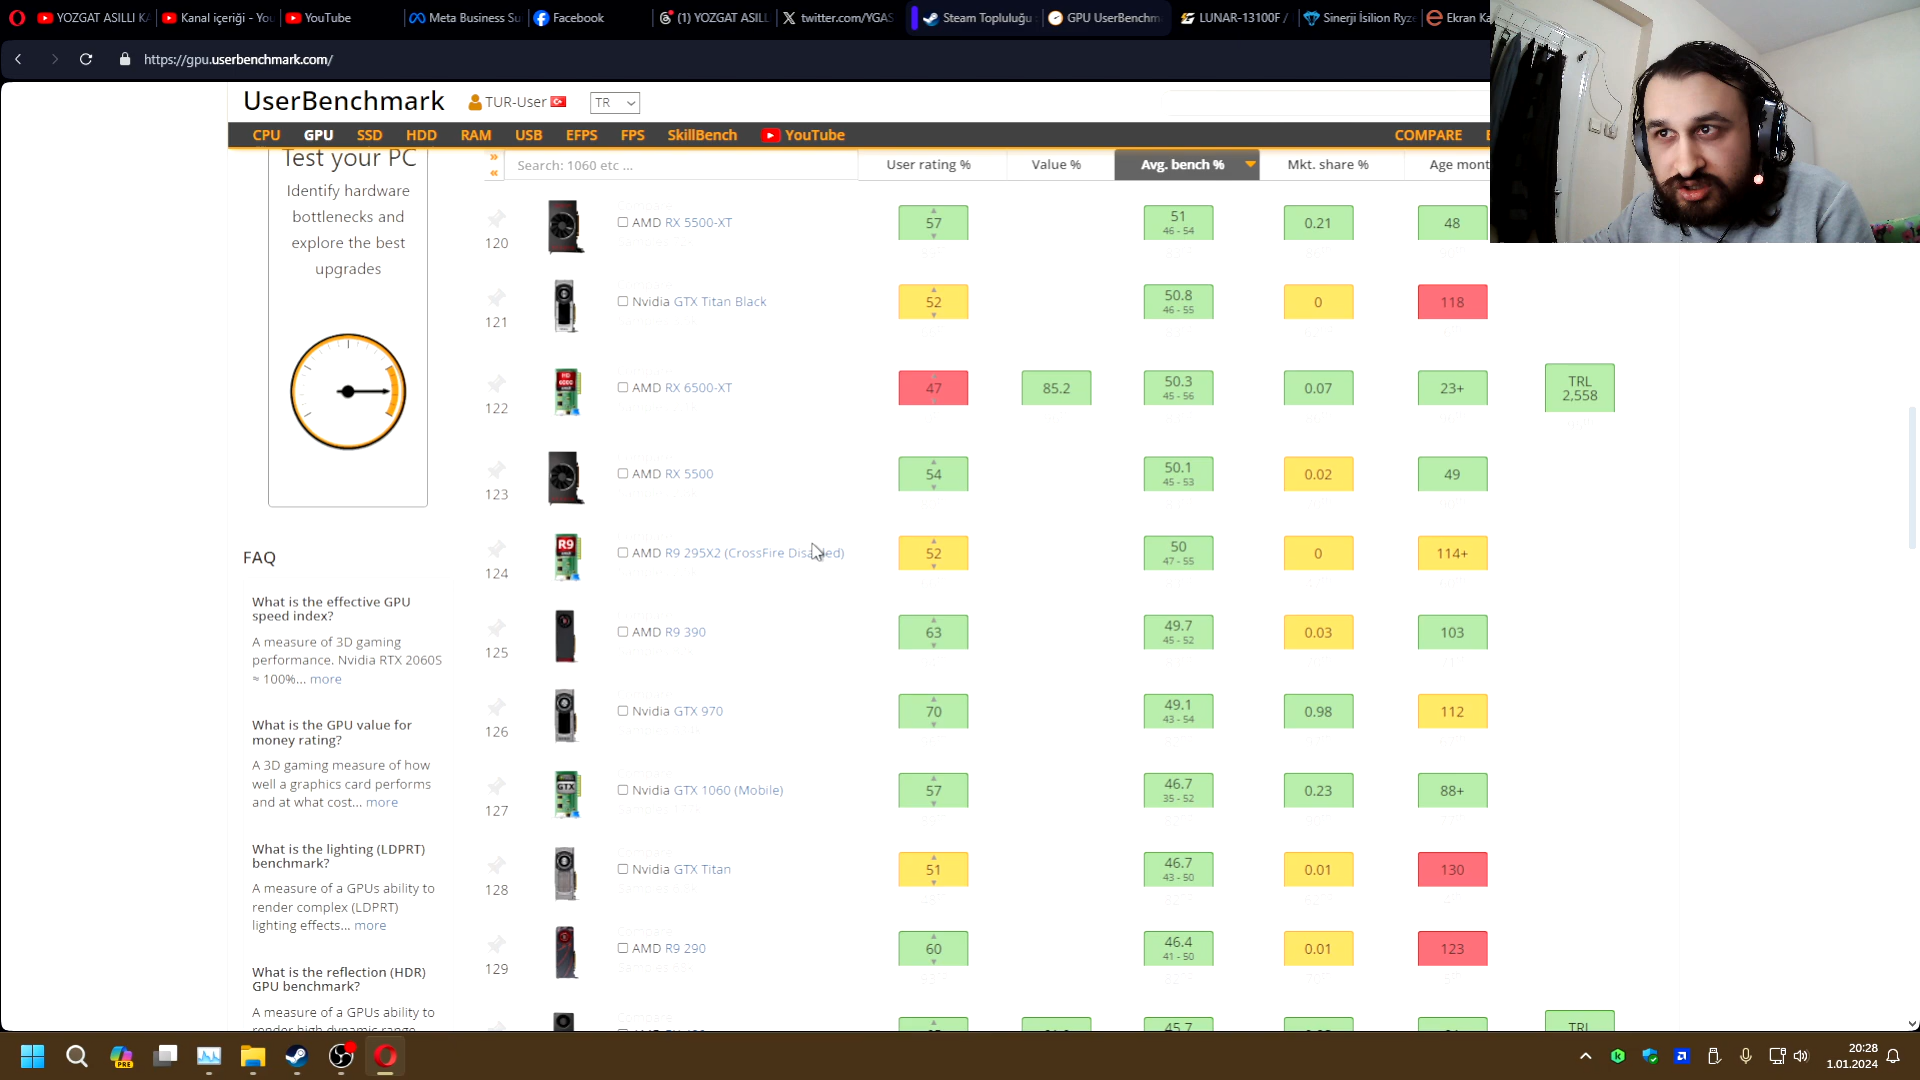 YOZGAT ASILLI KA
Kanal içeriği - You
YouTube
Meta Business Su
Facebook
(1) YOZGAT ASILL
twitter.com/YGAS
Steam Topluluğu
GPU UserBenchm
LUNAR-13100F /
Sinerji İsilion Ryze
Ekran Ka
https://gpu.userbenchmark.com/
UserBenchmark
TUR-User
TR
CPU GPU SSD HDD RAM USB EFPS FPS SkillBench YouTube COMPARE
Test your PC
Identify hardware
bottlenecks and
explore the best
upgrades
Search: 1060 etc ...
User rating % Value % Avg. bench % Mkt. share % Age mont
120 AMD RX 5500-XT 57 51 46 - 54 0.21 48
121 Nvidia GTX Titan Black 52 50.8 46 - 55 0 118
122 AMD RX 6500-XT 47 85.2 50.3 45 - 56 0.07 23+ TRL 2,558
123 AMD RX 5500 54 50.1 45 - 53 0.02 49
124 AMD R9 295X2 (CrossFire Disabled) 52 50 47 - 55 0 114+
125 AMD R9 390 63 49.7 45 - 52 0.03 103
126 Nvidia GTX 970 70 49.1 43 - 54 0.98 112
127 Nvidia GTX 1060 (Mobile) 57 46.7 35 - 52 0.23 88+
128 Nvidia GTX Titan 51 46.7 43 - 50 0.01 130
129 AMD R9 290 60 46.4 41 - 50 0.01 123
45.7 TRL
FAQ
What is the effective GPU
speed index?
A measure of 3D gaming
performance. Nvidia RTX 2060S
≈ 100%... more
What is the GPU value for
money rating?
A 3D gaming measure of how
well a graphics card performs
and at what cost... more
What is the lighting (LDPRT)
benchmark?
A measure of a GPUs ability to
render complex (LDPRT)
lighting effects... more
What is the reflection (HDR)
GPU benchmark?
A measure of a GPUs ability to
render high dynamic range
20:28
1.01.2024